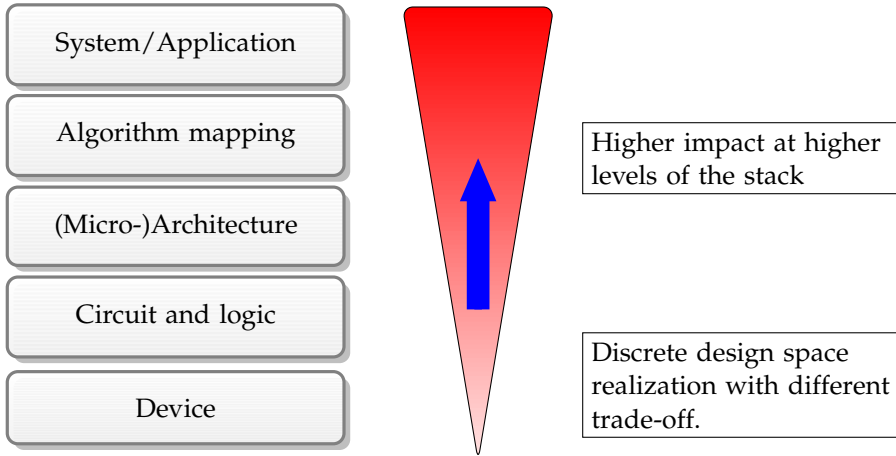 System/Application
Algorithm mapping
(Micro-)Architecture
Circuit and logic
Device
Higher impact at higher
levels of the stack
Discrete design space
realization with different
trade-off.